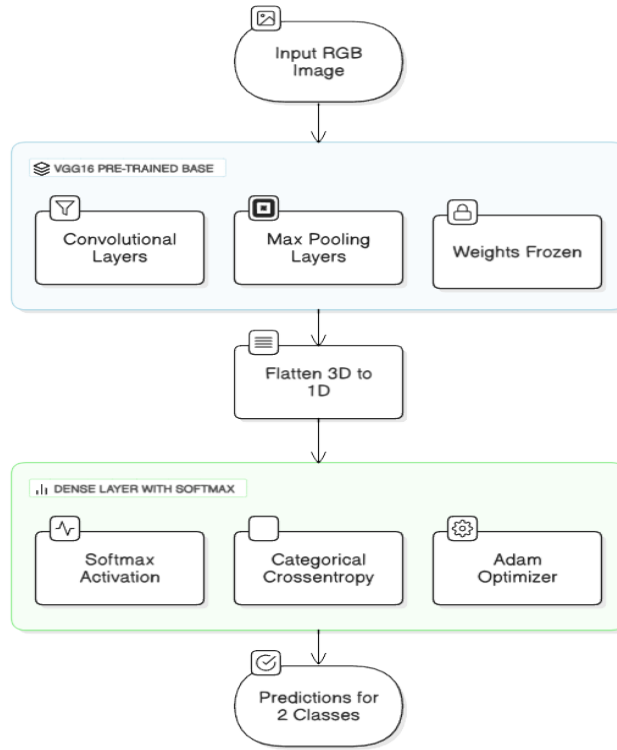 Input RGB
Image
VGG16 PRE-TRAINED BASE
Convolutional
Layers
Max Pooling
Layers
Weights Frozen
Flatten 3D to
1D
DENSE LAYER WITH SOFTMAX
Softmax
Activation
Categorical
Crossentropy
Adam
Optimizer
Predictions for
2 Classes